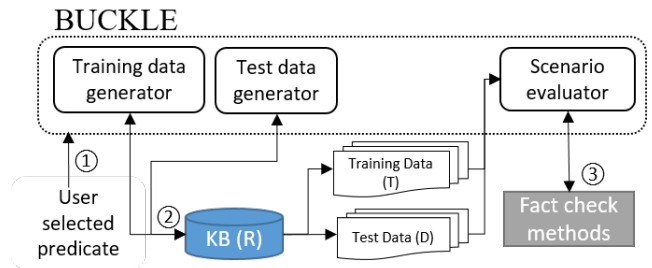 BUCKLE
Training data
generator
Test data
generator
Scenario
evaluator
①
Training Data
(T)
User
selected
predicate
②
KB (R)
Test Data (D)
③
Fact check
methods